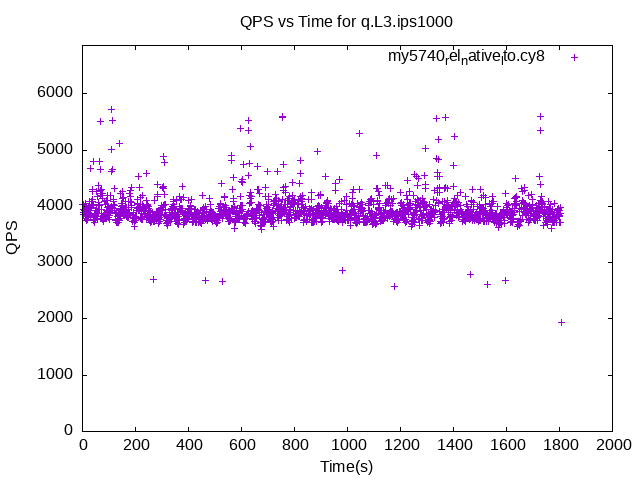 QPS vs Time for q.L3.ips1000
my5740relnativelto.cy8
6000
5000
4000
3000
2000
1000
0
QPS
0 200 400 600 800 1000 1200 1400 1600 1800 2000
Time(s)